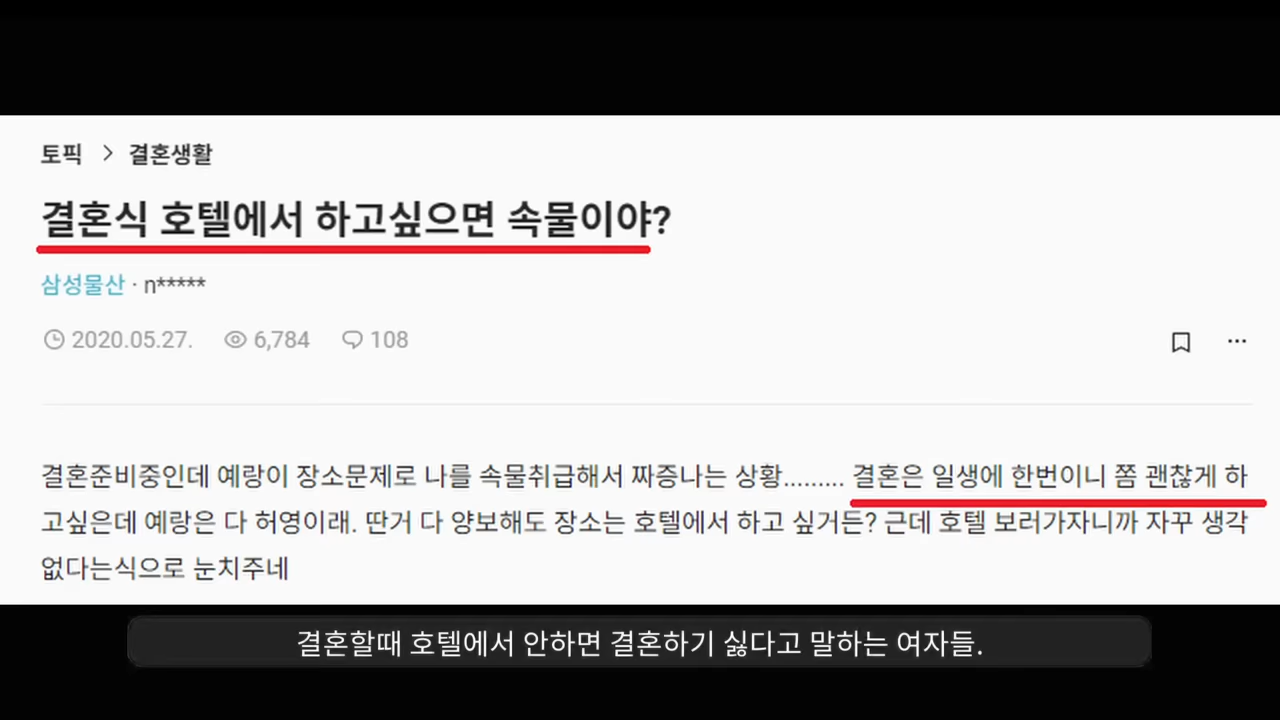 토픽 > 결혼생활
결혼식 호텔에서 하고싶으면 속물이야?
삼성물산 · n*****
2020.05.27. 6,784 108
결혼준비중인데 예랑이 장소문제로 나를 속물취급해서 짜증나는 상황......... 결혼은 일생에 한번이니 쫌 괜찮게 하
고싶은데 예랑은 다 허영이래. 딴거 다 양보해도 장소는 호텔에서 하고 싶거든? 근데 호텔 보러가자니까 자꾸 생각
없다는식으로 눈치주네
결혼할때 호텔에서 안하면 결혼하기 싫다고 말하는 여자들.